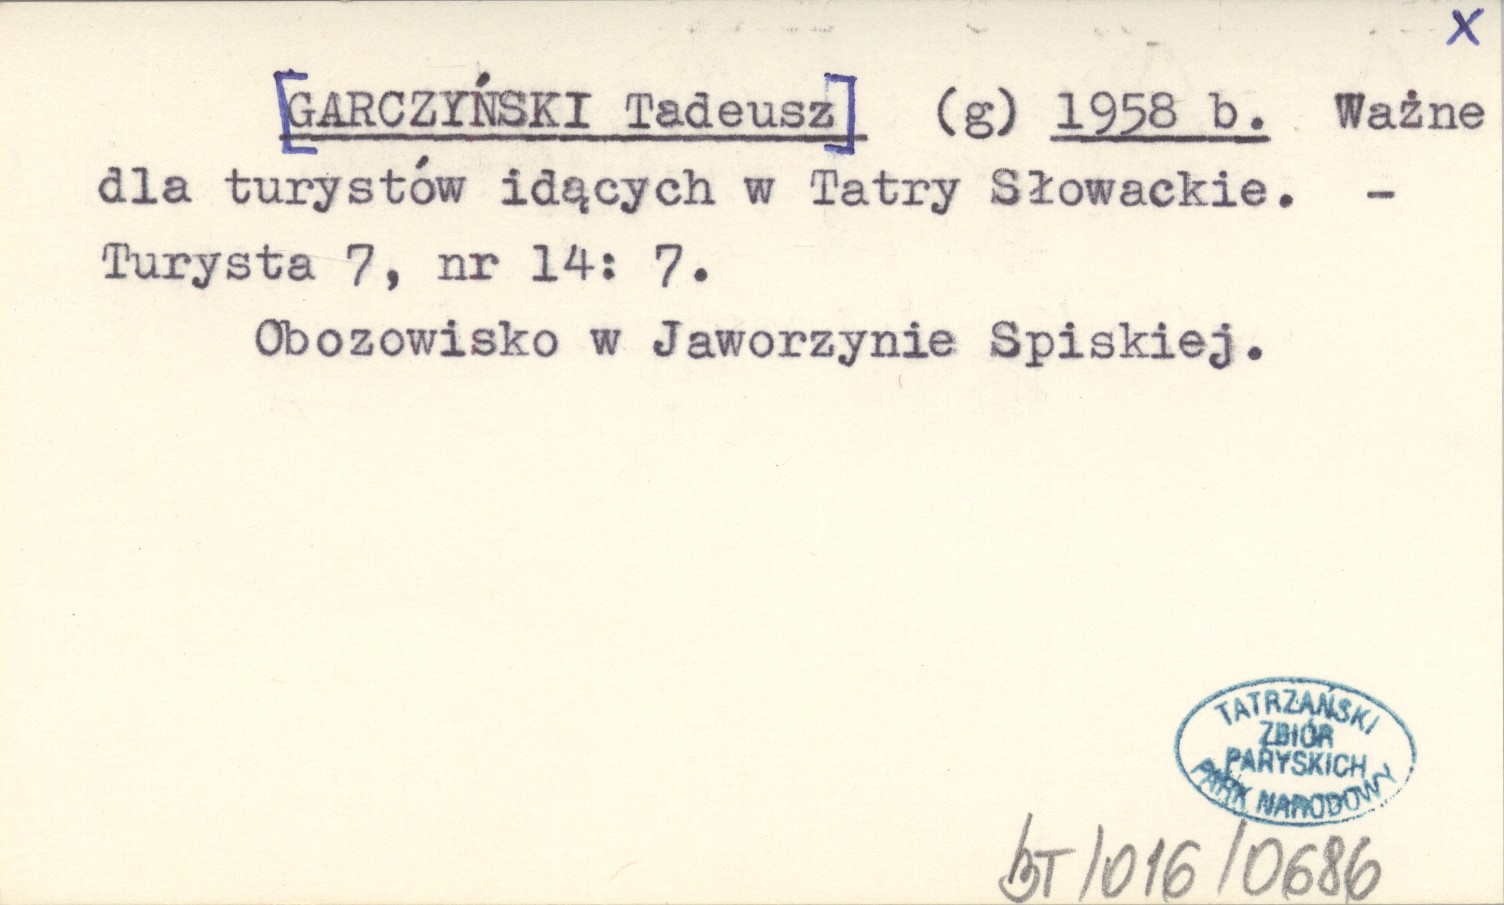 x
[GARCZYŃSKI Tadeusz] (g) 1958 b. Ważne
dla turystów idących w Tatry Słowackie. -
Turysta 7, nr 14: 7.
Obozowisko w Jaworzynie Spiskiej.
TATRZAŃSKI
ZBIÓR
PARYSKICH
PARK NARODOWY
BT/016/0686